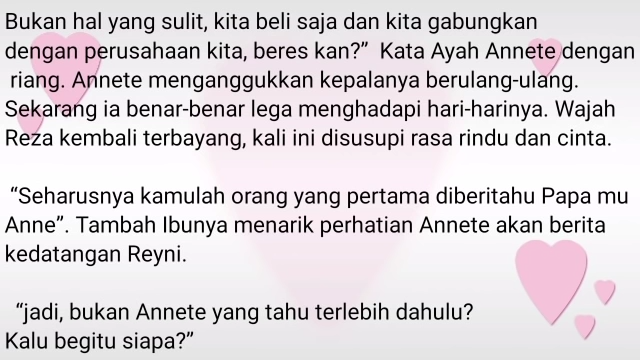 Bukan hal yang sulit, kita beli saja dan kita gabungkan
dengan perusahaan kita, beres kan?”  Kata Ayah Annete dengan
riang. Annete menganggukkan kepalanya berulang-ulang.
Sekarang ia benar-benar lega menghadapi hari-harinya. Wajah
Reza kembali terbayang, kali ini disusupi rasa rindu dan cinta.
“Seharusnya kamulah orang yang pertama diberitahu Papa mu
Anne”. Tambah Ibunya menarik perhatian Annete akan berita
kedatangan Reyni.
“jadi, bukan Annete yang tahu terlebih dahulu?
Kalu begitu siapa?”